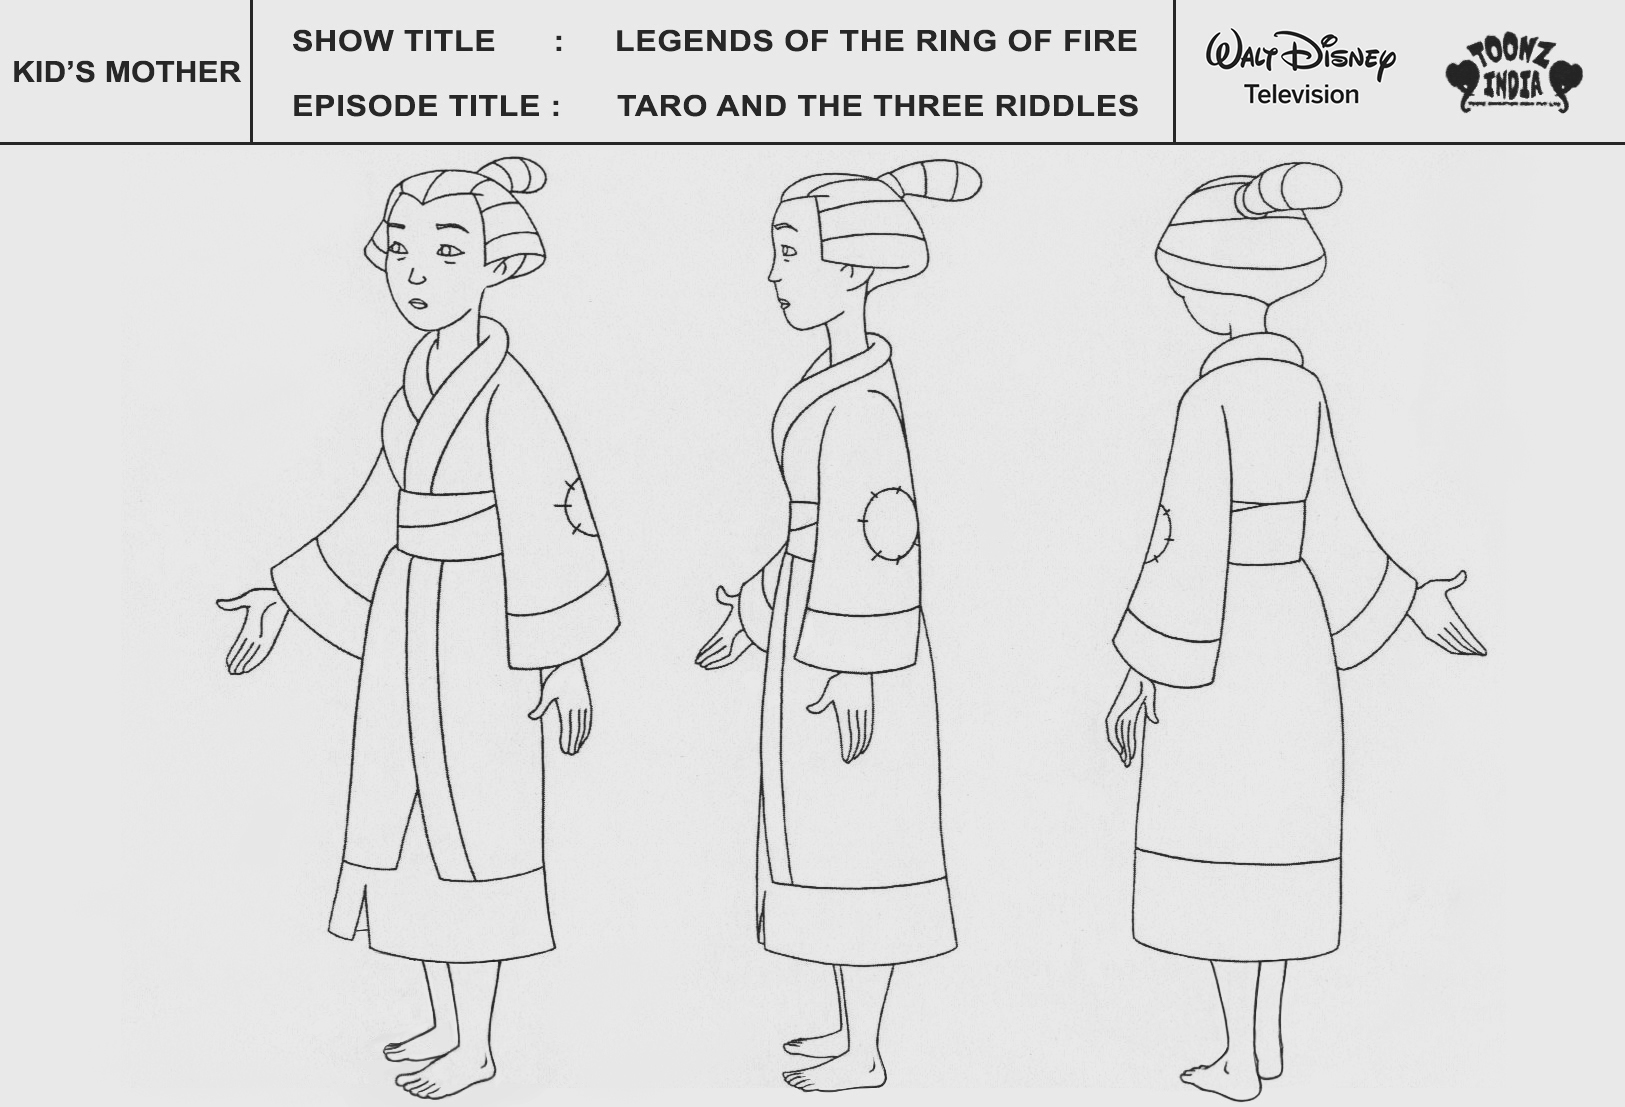 KID'S MOTHER
SHOW TITLE : LEGENDS OF THE RING OF FIRE
EPISODE TITLE : TARO AND THE THREE RIDDLES
WALT DISNEY
Television
TOONZ
INDIA